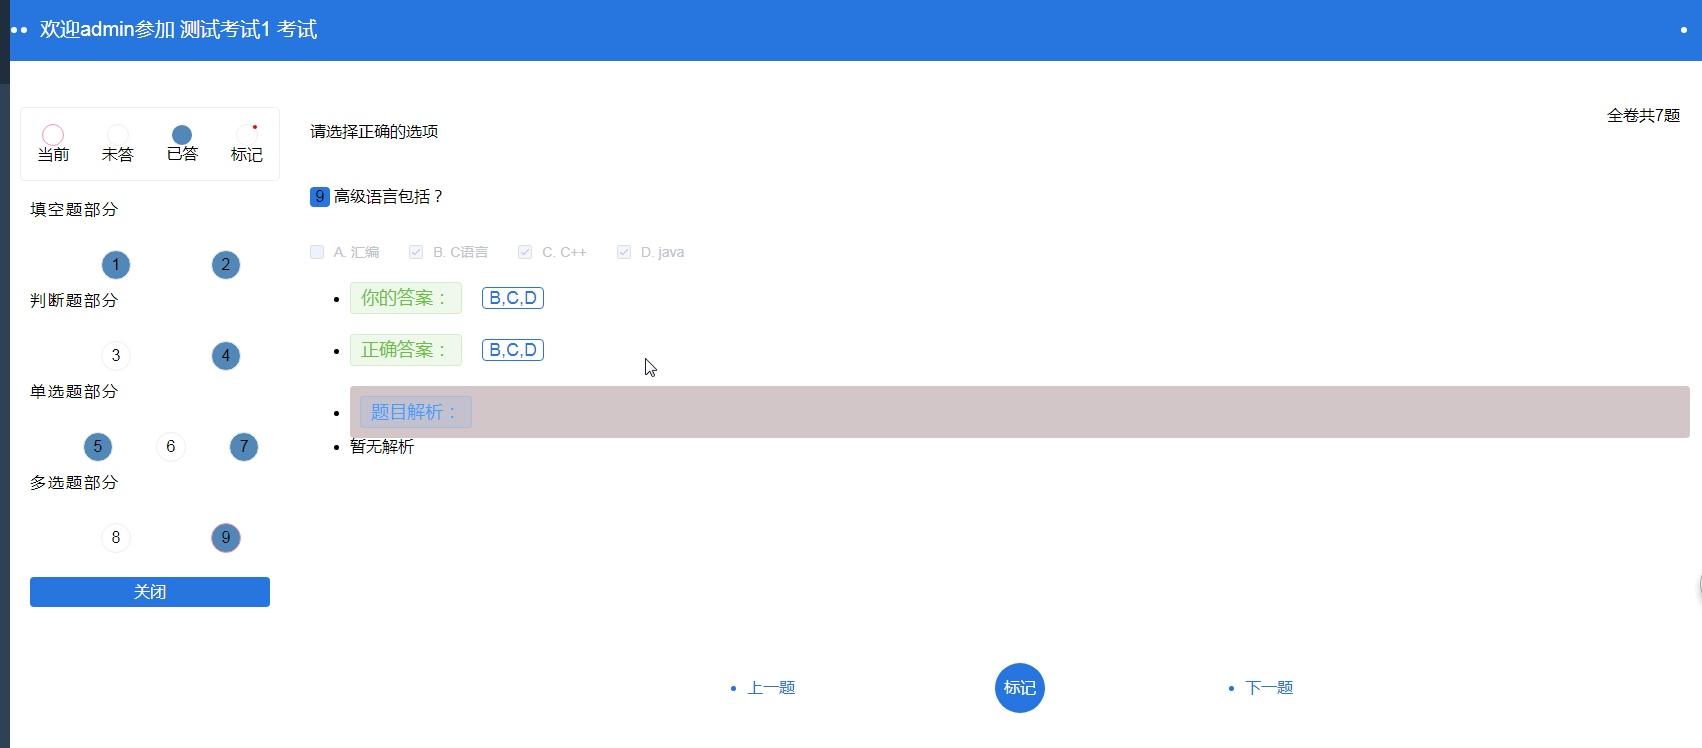 欢迎admin参加 测试考试1 考试
全卷共7题
当前 未答 已答 标记
填空题部分
1 2
判断题部分
3 4
单选题部分
5 6 7
多选题部分
8 9
关闭
请选择正确的选项
9 高级语言包括？
A. 汇编 B. C语言 C. C++ D. java
你的答案： B,C,D
正确答案： B,C,D
题目解析：
暂无解析
上一题 标记 下一题